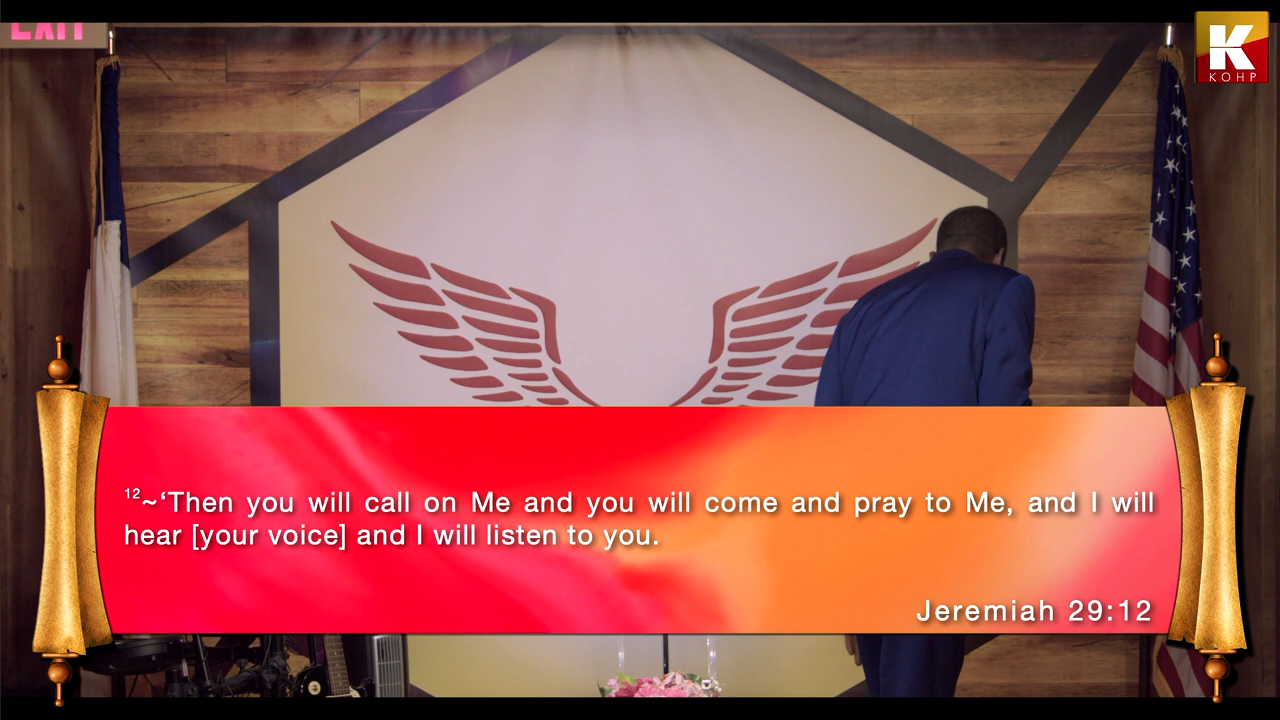 EXIT
K
KOHP
¹²~‘Then you will call on Me and you will come and pray to Me, and I will
hear [your voice] and I will listen to you.
Jeremiah 29:12